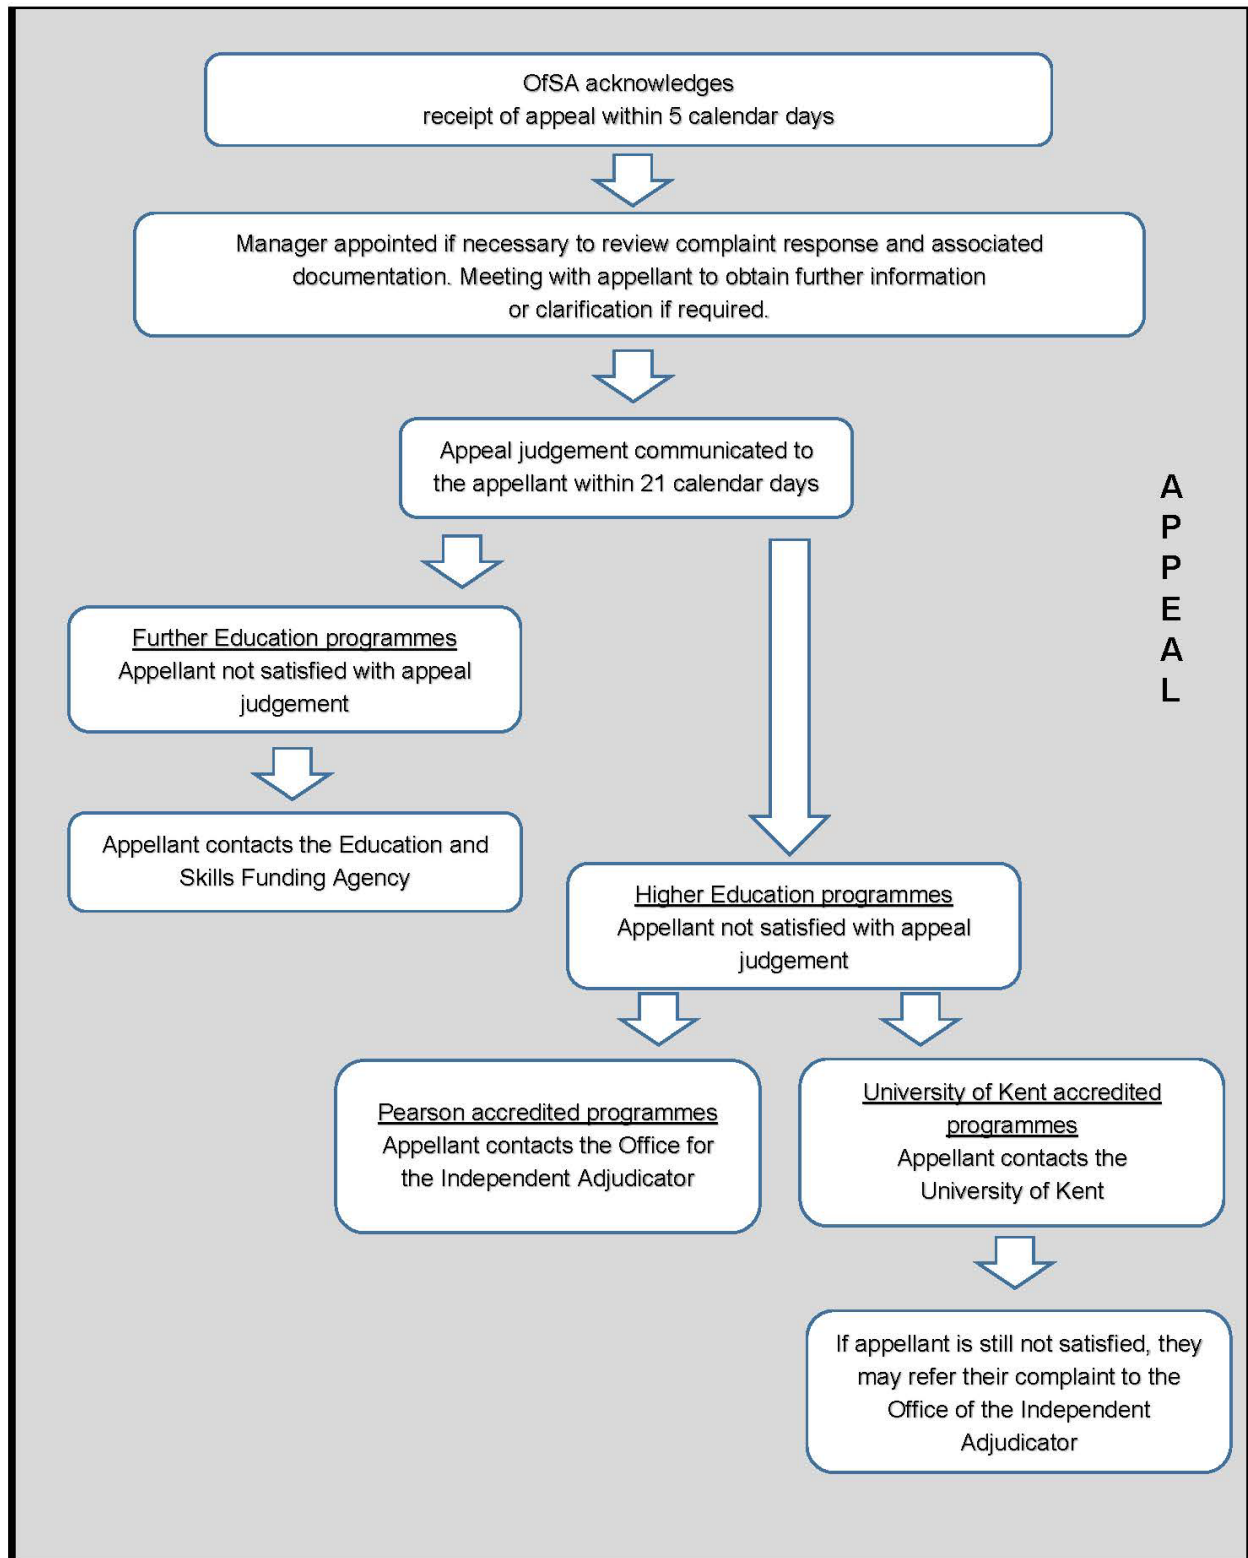 OfSA acknowledges
receipt of appeal within 5 calendar days
Manager appointed if necessary to review complaint response and associated
documentation. Meeting with appellant to obtain further information
or clarification if required.
Appeal judgement communicated to
the appellant within 21 calendar days
A
P
P
E
A
L
Further Education programmes
Appellant not satisfied with appeal
judgement
Appellant contacts the Education and
Skills Funding Agency
Higher Education programmes
Appellant not satisfied with appeal
judgement
Pearson accredited programmes
Appellant contacts the Office for
the Independent Adjudicator
University of Kent accredited
programmes
Appellant contacts the
University of Kent
If appellant is still not satisfied, they
may refer their complaint to the
Office of the Independent
Adjudicator